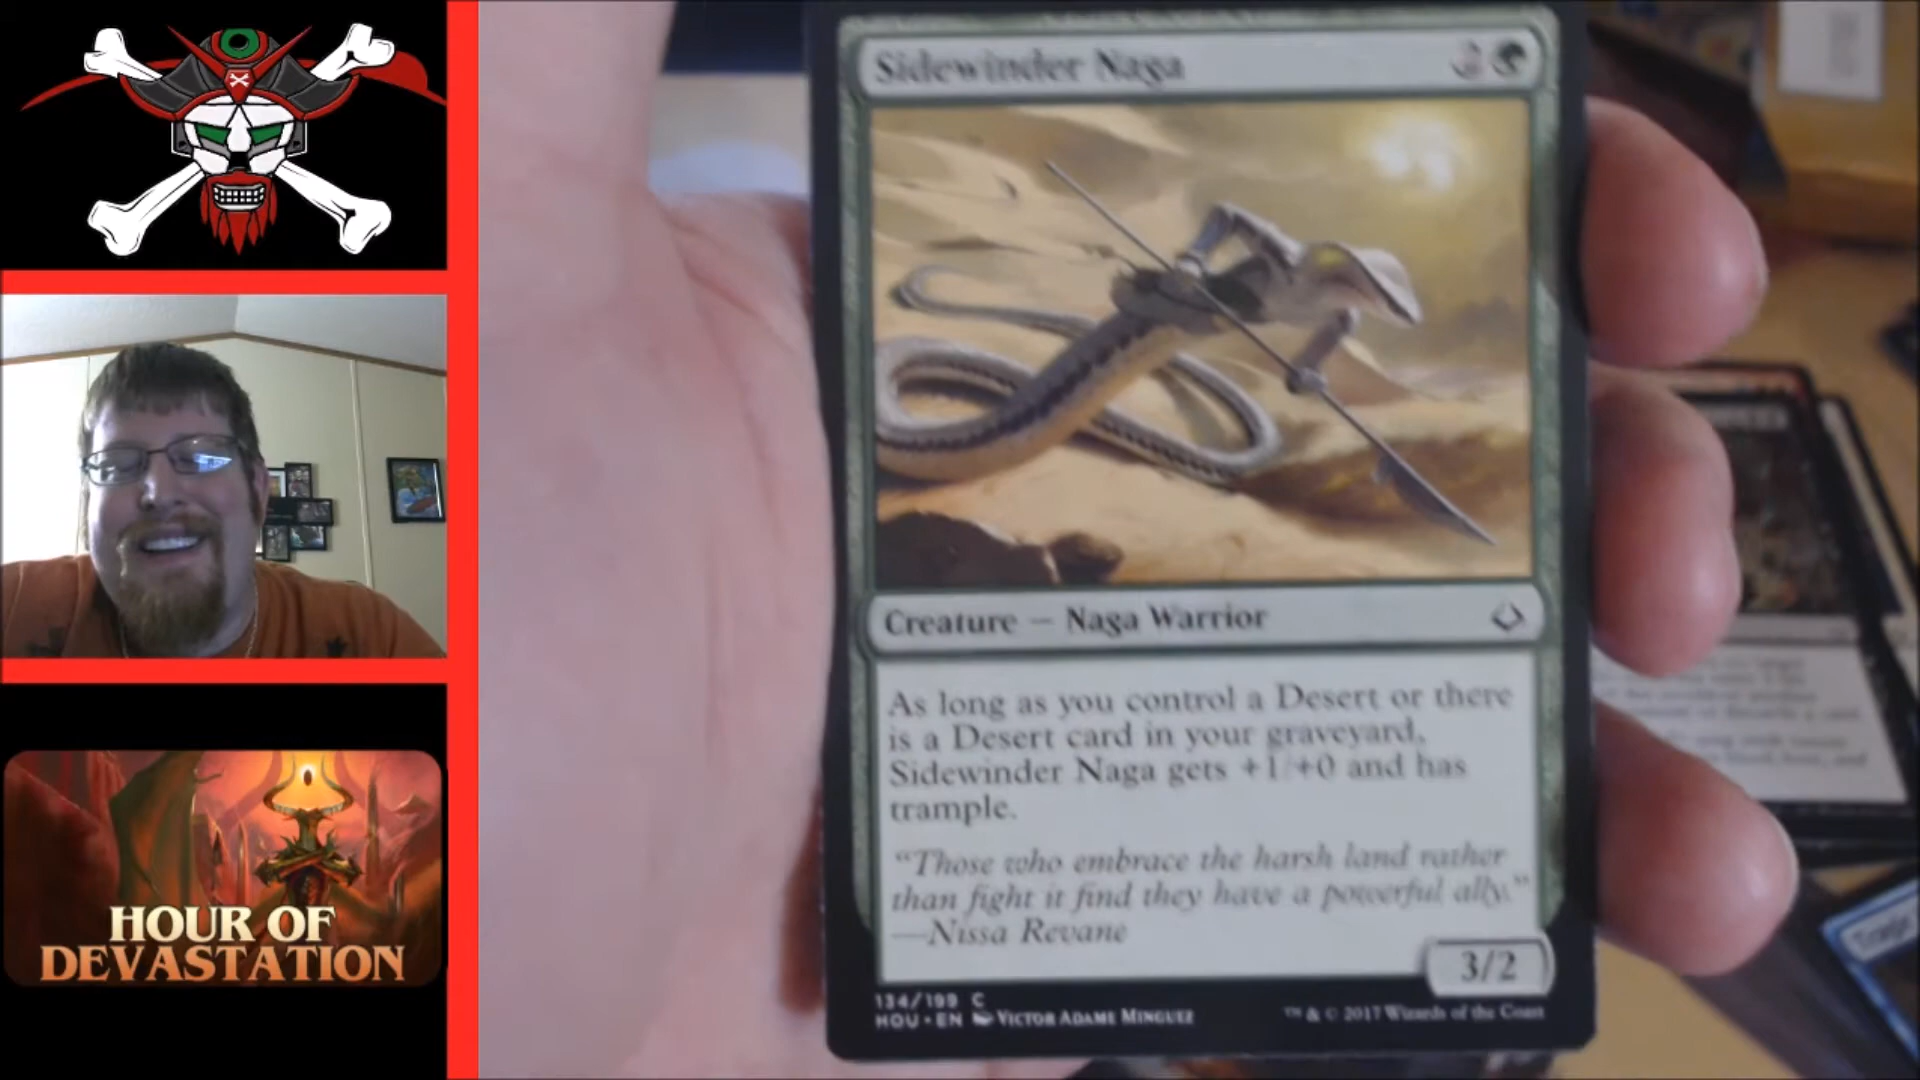 Sidewinder Naga 2
Creature — Naga Warrior
As long as you control a Desert or there
is a Desert card in your graveyard,
Sidewinder Naga gets +1/+0 and has
trample.
"Those who embrace the harsh land rather
than fight it find they have a powerful ally."
—Nissa Revane
3/2
134/199 C
HOU • EN Victor Adame Minguez
™ & © 2017 Wizards of the Coast
HOUR OF
DEVASTATION